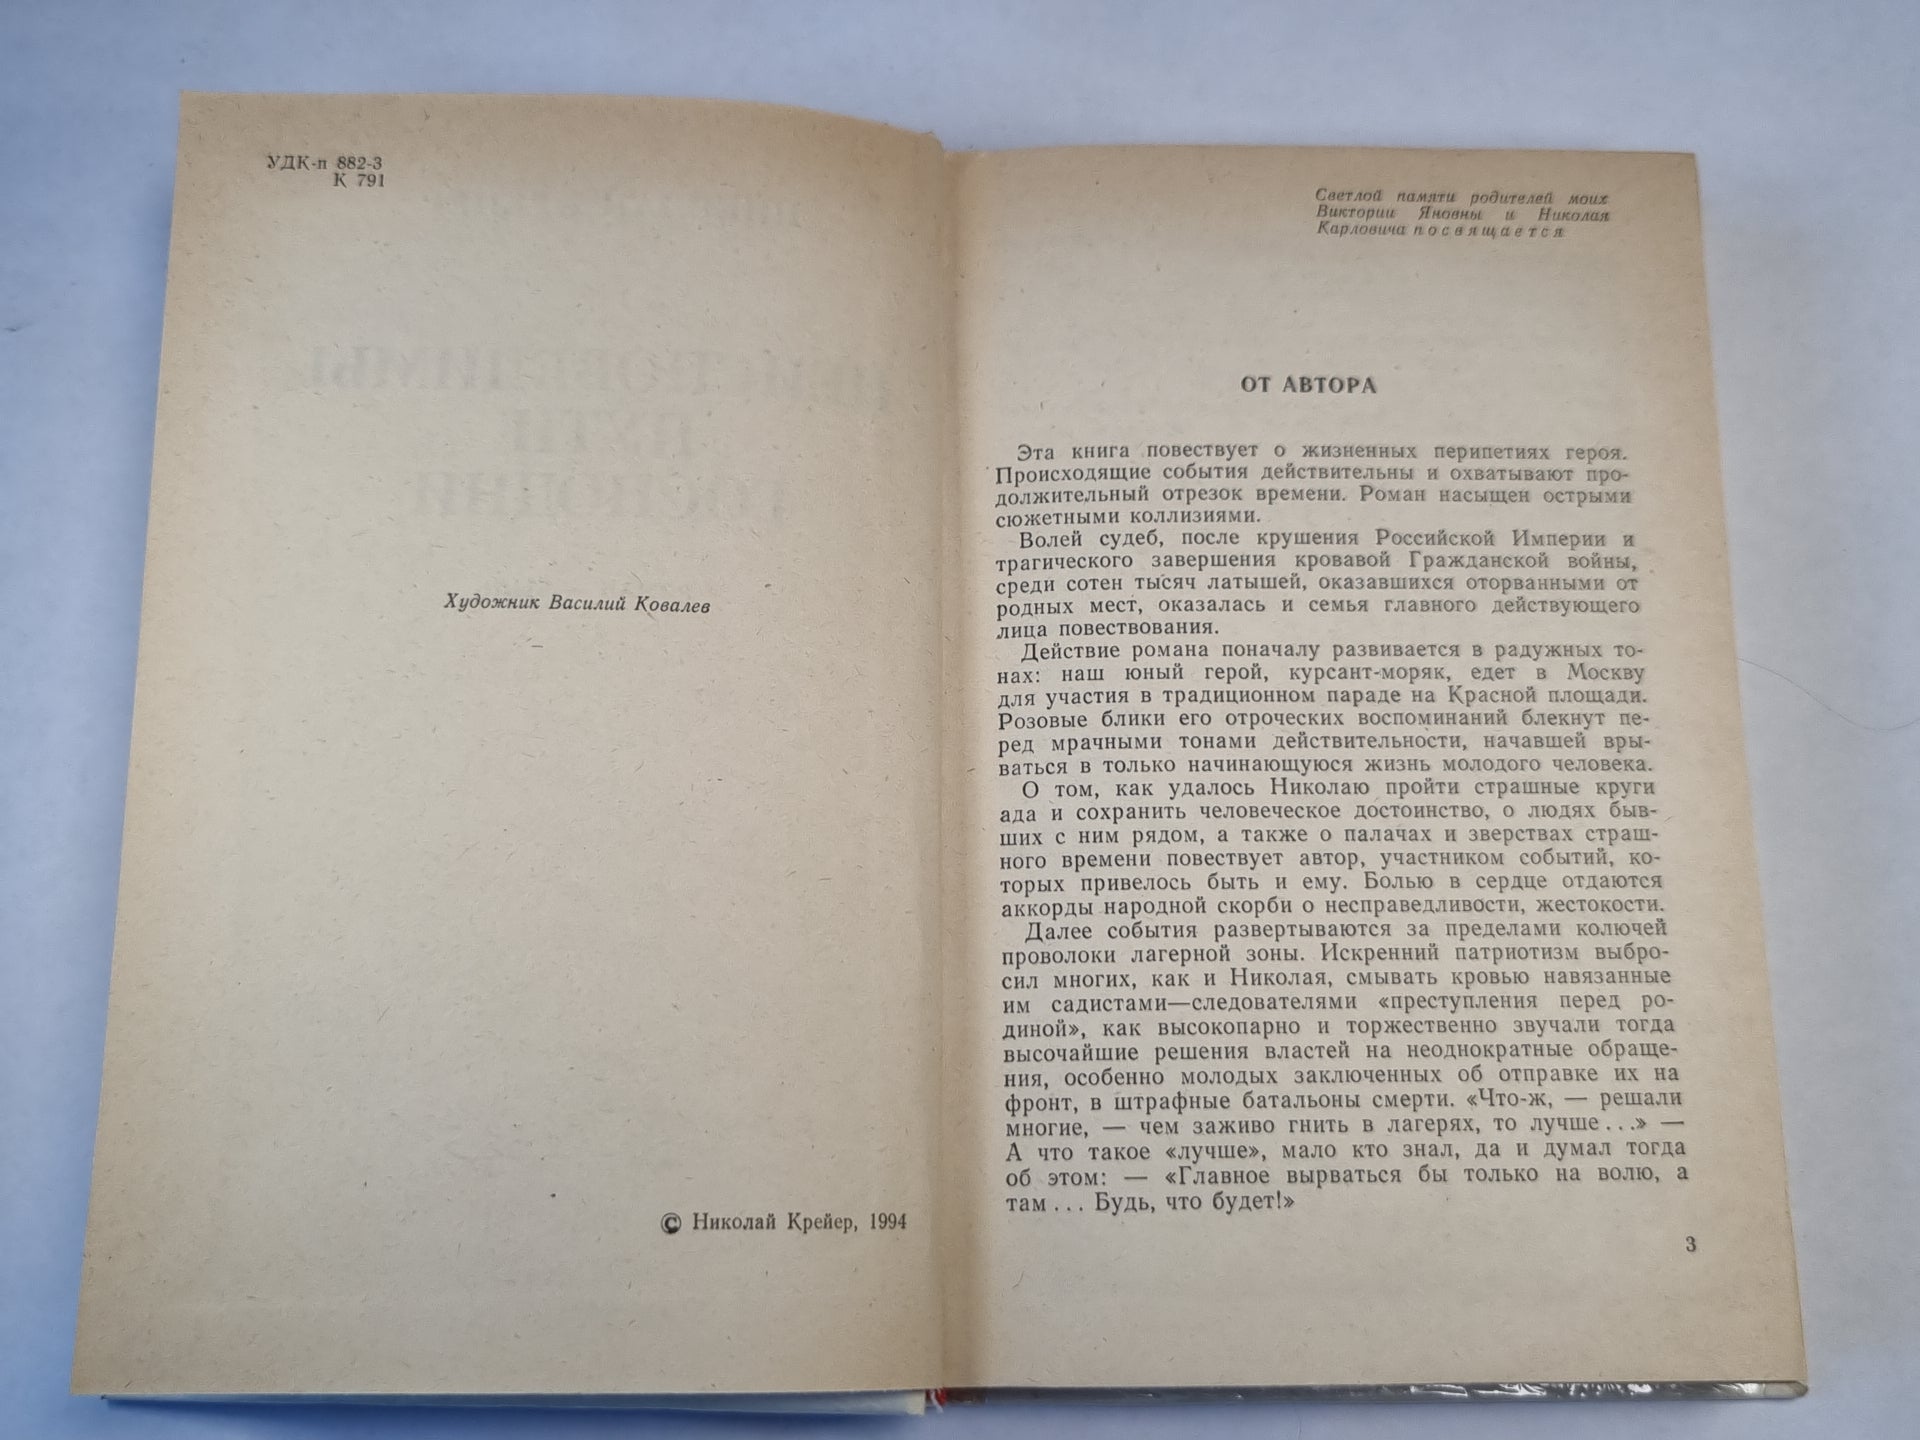 УДК-п 882-3
К 791
Художник Василий Ковалев
© Николай Крейер, 1994
Светлой памяти родителей моих
Виктории Яновны и Николая
Карловича посвящается
ОТ АВТОРА
Эта книга повествует о жизненных перипетиях героя.
Происходящие события действительны и охватывают про-
должительный отрезок времени. Роман насыщен острыми
сюжетными коллизиями.
Волей судеб, после крушения Российской Империи и
трагического завершения кровавой Гражданской войны,
среди сотен тысяч латышей, оказавшихся оторванными от
родных мест, оказалась и семья главного действующего
лица повествования.
Действие романа поначалу развивается в радужных то-
нах: наш юный герой, курсант-моряк, едет в Москву
для участия в традиционном параде на Красной площади.
Розовые блики его отроческих воспоминаний блекнут пе-
ред мрачными тонами действительности, начавшей вры-
ваться в только начинающуюся жизнь молодого человека.
О том, как удалось Николаю пройти страшные круги
ада и сохранить человеческое достоинство, о людях быв-
ших с ним рядом, а также о палачах и зверствах страш-
ного времени повествует автор, участником событий, ко-
торых привелось быть и ему. Болью в сердце отдаются
аккорды народной скорби о несправедливости, жестокости.
Далее события развертываются за пределами колючей
проволоки лагерной зоны. Искренний патриотизм выбро-
сил многих, как и Николая, смывать кровью навязанные
им садистами—следователями «преступления перед ро-
диной», как высокопарно и торжественно звучали тогда
высочайшие решения властей на неоднократные обраще-
ния, особенно молодых заключенных об отправке их на
фронт, в штрафные батальоны смерти. «Что-ж, — решали
многие, — чем заживо гнить в лагерях, то лучше...» —
А что такое «лучше», мало кто знал, да и думал тогда
об этом: — «Главное вырваться бы только на волю, а
там... Будь, что будет!»
3